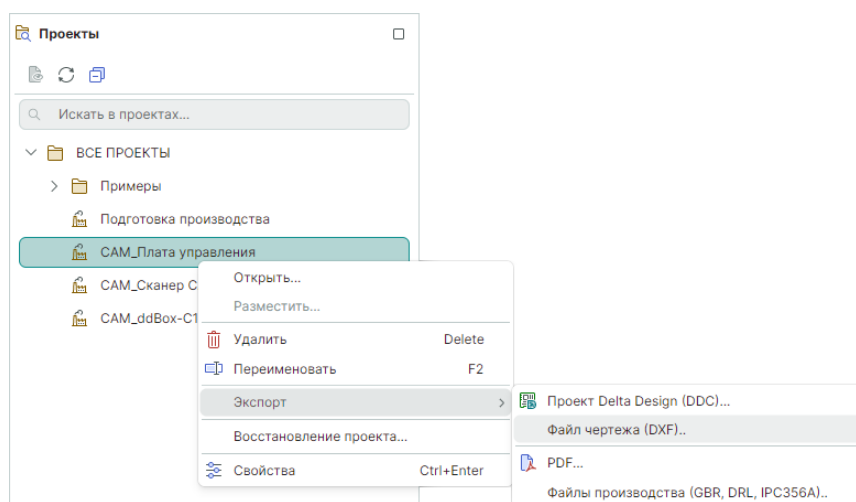 Проекты
Искать в проектах...
ВСЕ ПРОЕКТЫ
Примеры
Подготовка производства
CAM_Плата управления
CAM_Сканер С
CAM_ddBox-C1
Открыть...
Разместить...
Удалить Delete
Переименовать F2
Экспорт
Восстановление проекта...
Свойства Ctrl+Enter
Проект Delta Design (DDC)...
Файл чертежа (DXF)..
PDF...
Файлы производства (GBR, DRL, IPC356A)..